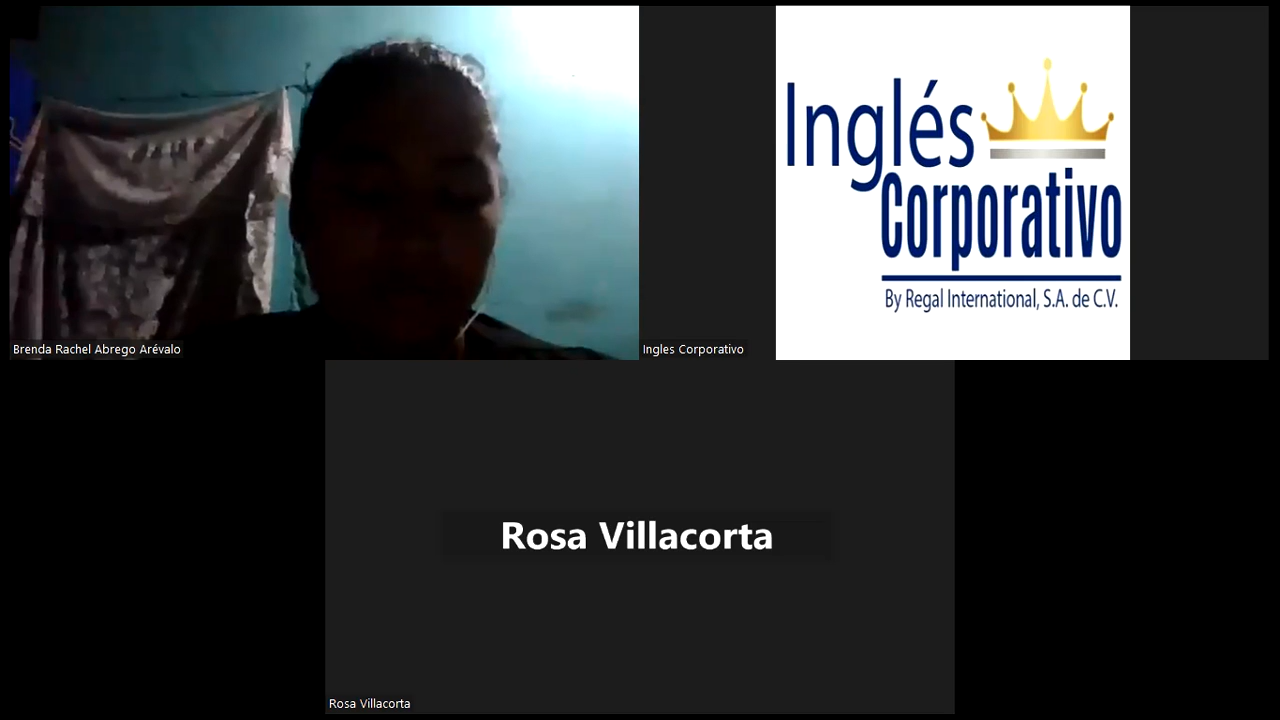 Inglés
Corporativo
By Regal International, S.A. de C.V.
Brenda Rachel Abrego Arévalo
Ingles Corporativo
Rosa Villacorta
Rosa Villacorta